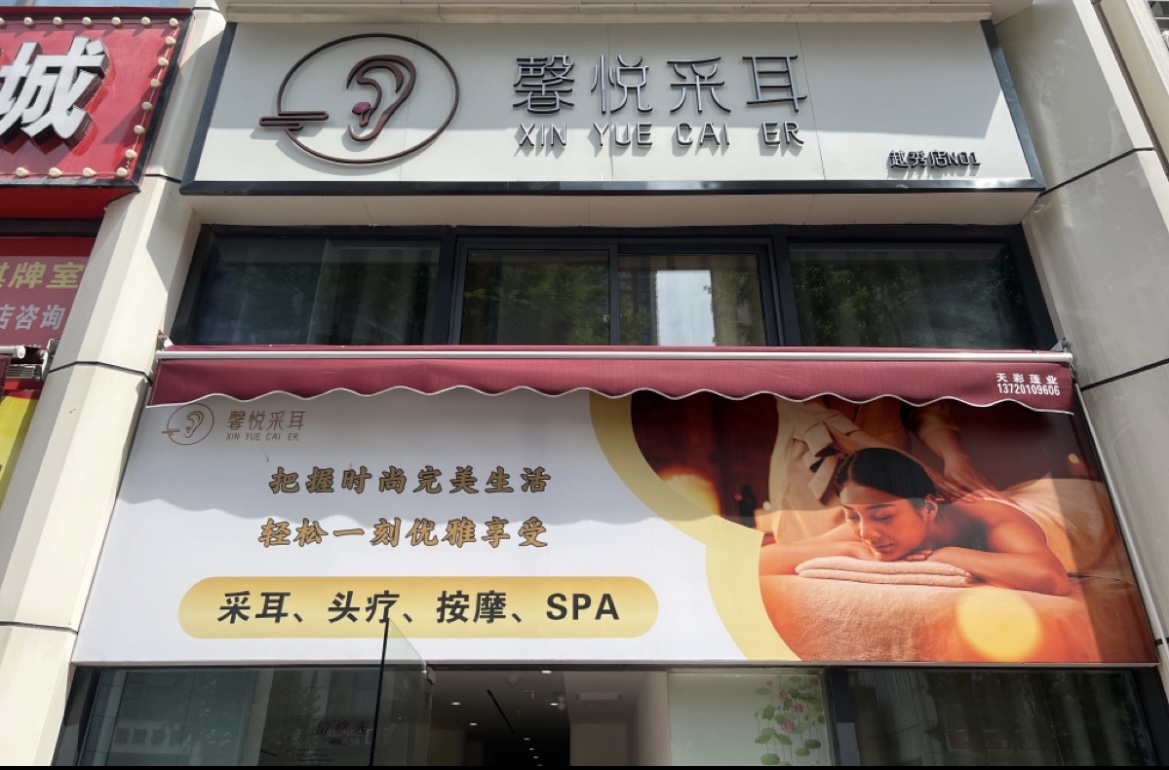 城
馨悦采耳
XIN YUE CAI ER
越秀店NO1
棋牌室
店咨询
天彩蓬业
13720109606
馨悦采耳
XIN YUE CAI ER
把握时尚完美生活
轻松一刻优雅享受
采耳、头疗、按摩、SPA